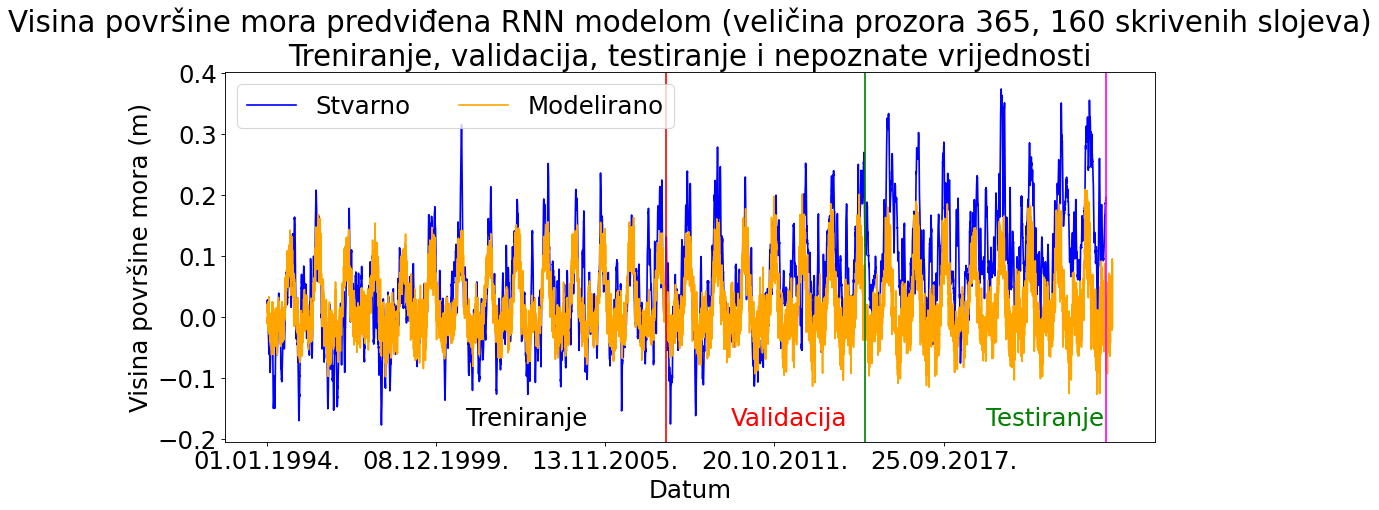 Visina površine mora predviđena RNN modelom (veličina prozora 365, 160 skrivenih slojeva)
Treniranje, validacija, testiranje i nepoznate vrijednosti
Stvarno
Modelirano
Visina površine mora (m)
0.4
0.3
0.2
0.1
0.0
−0.1
−0.2
Treniranje
Validacija
Testiranje
01.01.1994.
08.12.1999.
13.11.2005.
20.10.2011.
25.09.2017.
Datum